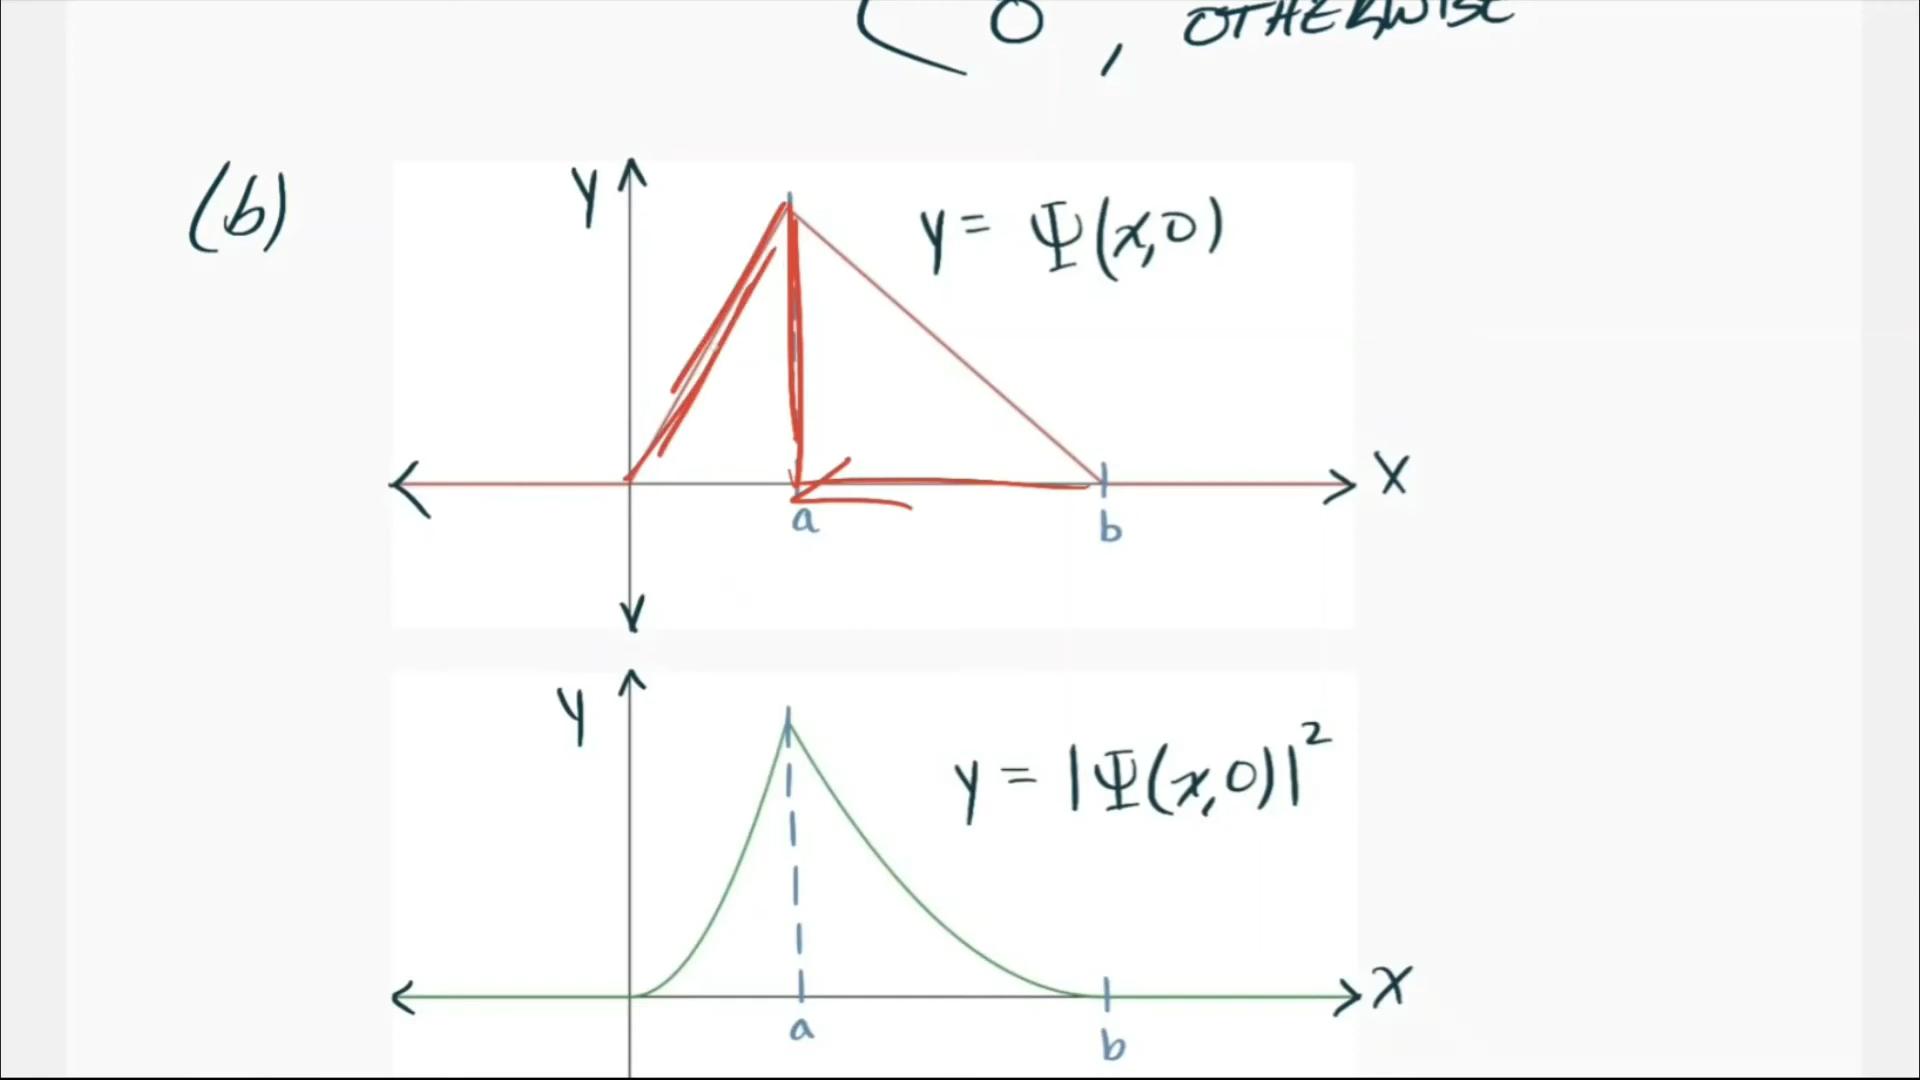 0 , OTHERWISE
(b)
y
y = Ψ(x,0)
x
a
b
y
y = |Ψ(x,0)|²
x
a
b